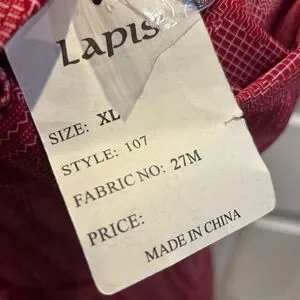 Lapis
SIZE: XL
STYLE: 107
FABRIC NO: 27M
PRICE:
MADE IN CHINA